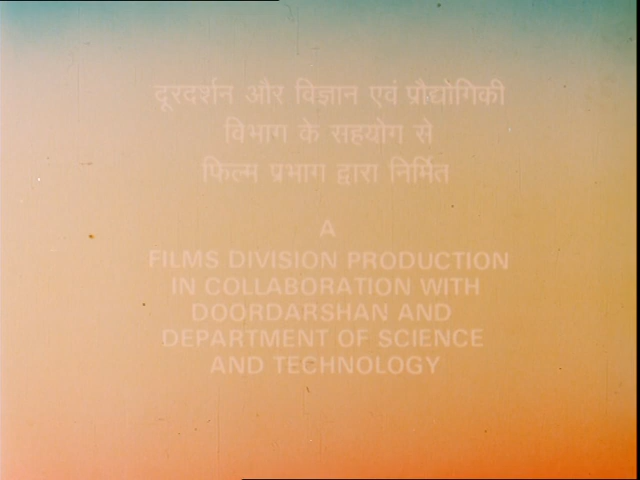 दूरदर्शन और विज्ञान एवं प्रौद्योगिकी
विभाग के सहयोग से
फिल्म प्रभाग द्वारा निर्मित
A
FILMS DIVISION PRODUCTION
IN COLLABORATION WITH
DOORDARSHAN AND
DEPARTMENT OF SCIENCE
AND TECHNOLOGY